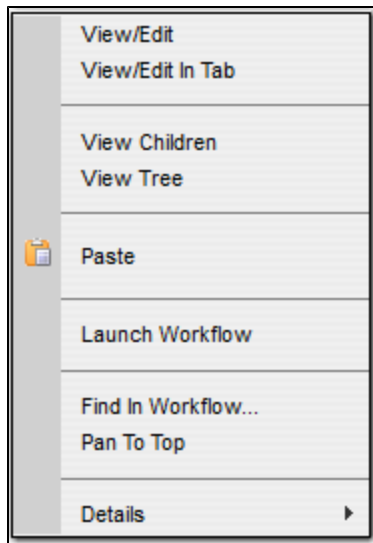 View/Edit
View/Edit In Tab
View Children
View Tree
Paste
Launch Workflow
Find In Workflow...
Pan To Top
Details